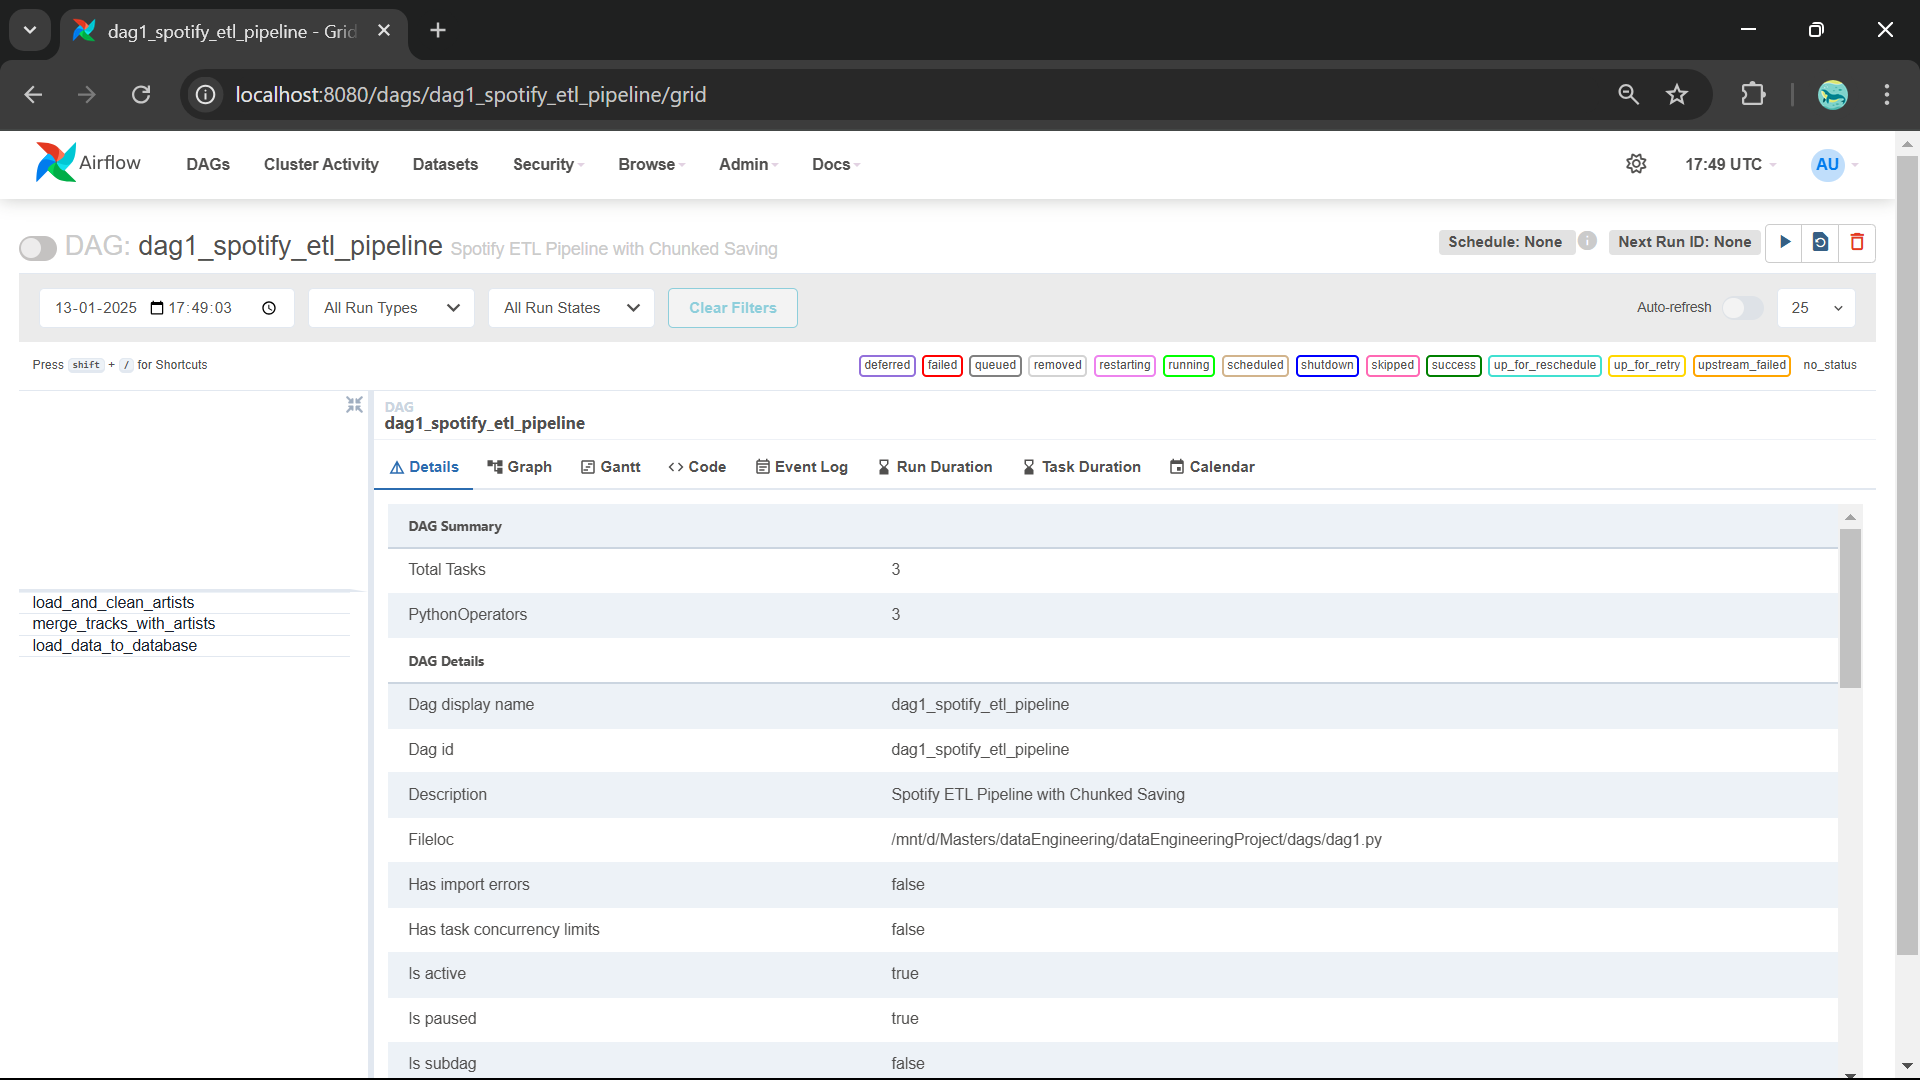 dag1_spotify_etl_pipeline - Grid
localhost:8080/dags/dag1_spotify_etl_pipeline/grid
Airflow DAGs Cluster Activity Datasets Security Browse Admin Docs 17:49 UTC AU
DAG: dag1_spotify_etl_pipeline Spotify ETL Pipeline with Chunked Saving Schedule: None Next Run ID: None
13-01-2025 17:49:03 All Run Types All Run States Clear Filters Auto-refresh 25
Press shift + / for Shortcuts deferred failed queued removed restarting running scheduled shutdown skipped success up_for_reschedule up_for_retry upstream_failed no_status
DAG
dag1_spotify_etl_pipeline
Details Graph Gantt Code Event Log Run Duration Task Duration Calendar
load_and_clean_artists
merge_tracks_with_artists
load_data_to_database
DAG Summary
Total Tasks 3
PythonOperators 3
DAG Details
Dag display name dag1_spotify_etl_pipeline
Dag id dag1_spotify_etl_pipeline
Description Spotify ETL Pipeline with Chunked Saving
Fileloc /mnt/d/Masters/dataEngineering/dataEngineeringProject/dags/dag1.py
Has import errors false
Has task concurrency limits false
Is active true
Is paused true
Is subdag false